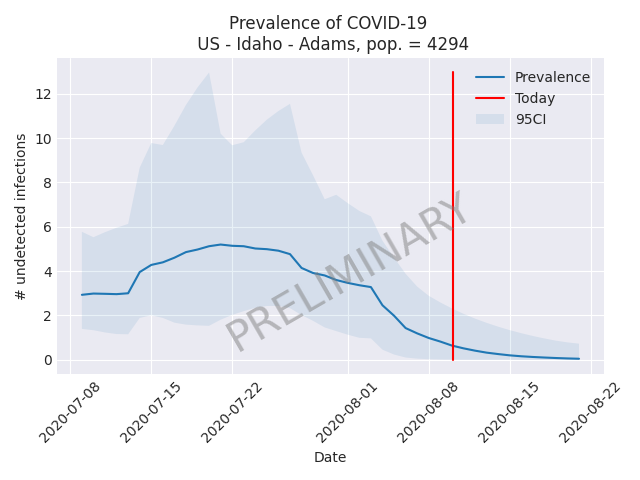 Prevalence of COVID-19
US - Idaho - Adams, pop. = 4294
Prevalence
Today
95CI
PRELIMINARY
# undetected infections
12
10
8
6
4
2
0
2020-07-08
2020-07-15
2020-07-22
2020-08-01
2020-08-08
2020-08-15
2020-08-22
Date